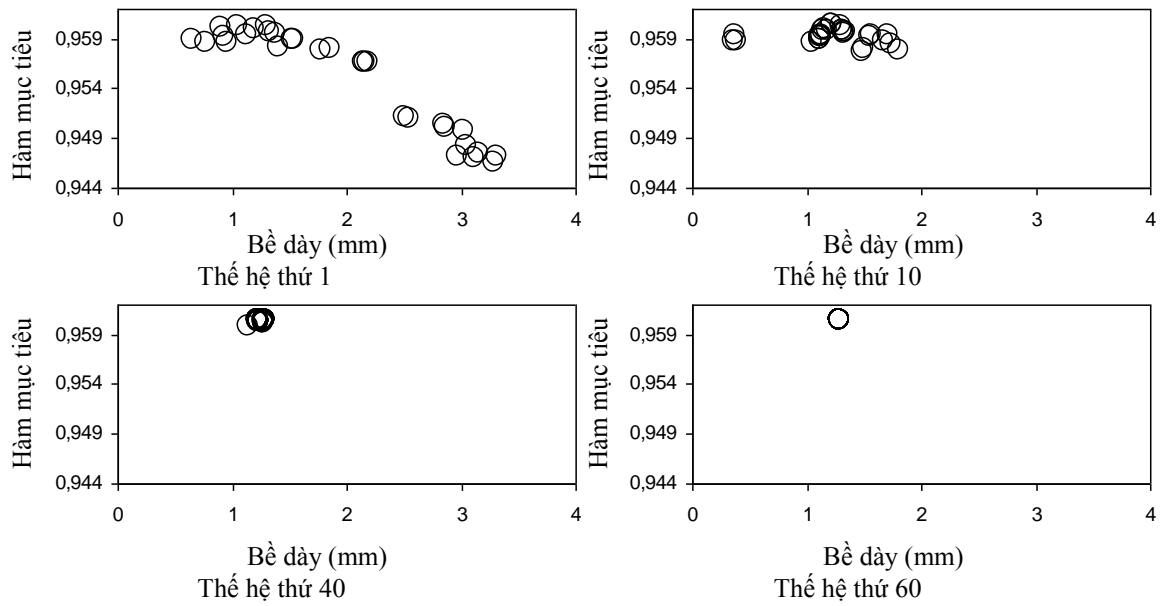 Hàm mục tiêu
0,959
0,954
0,949
0,944
0 1 2 3 4
Bề dày (mm)
Thế hệ thứ 1
Hàm mục tiêu
0,959
0,954
0,949
0,944
0 1 2 3 4
Bề dày (mm)
Thế hệ thứ 10
Hàm mục tiêu
0,959
0,954
0,949
0,944
0 1 2 3 4
Bề dày (mm)
Thế hệ thứ 40
Hàm mục tiêu
0,959
0,954
0,949
0,944
0 1 2 3 4
Bề dày (mm)
Thế hệ thứ 60